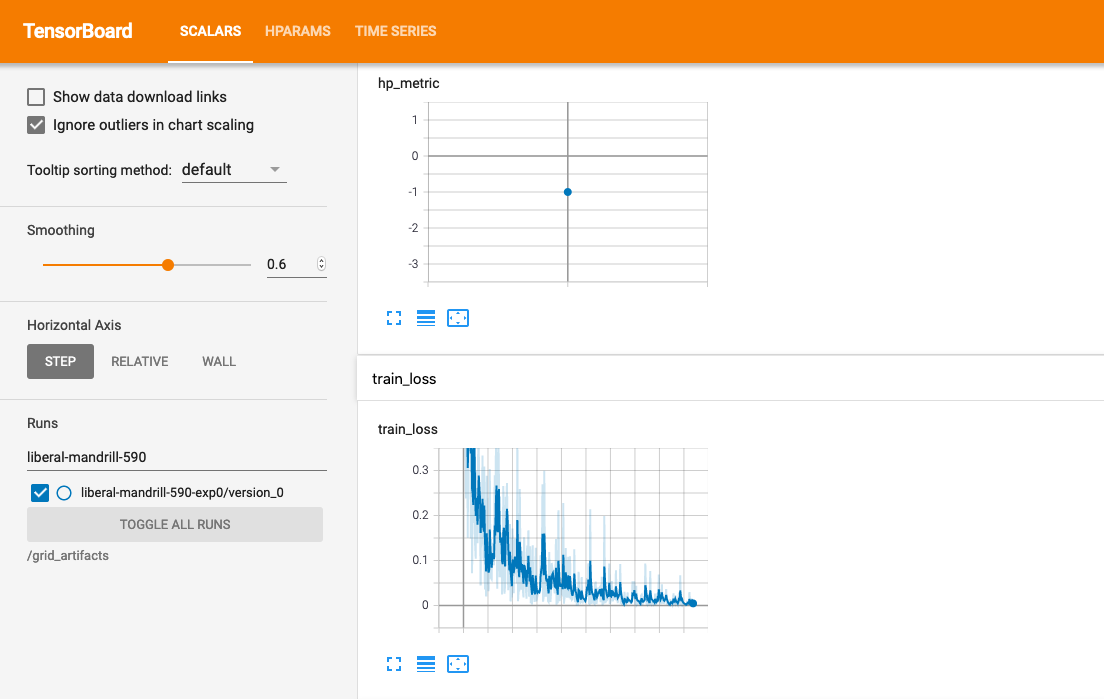 TensorBoard SCALARS HPARAMS TIME SERIES
Show data download links
Ignore outliers in chart scaling
Tooltip sorting method: default
Smoothing
0.6
Horizontal Axis
STEP RELATIVE WALL
Runs
liberal-mandrill-590
liberal-mandrill-590-exp0/version_0
TOGGLE ALL RUNS
/grid_artifacts
hp_metric
1
0
-1
-2
-3
train_loss
train_loss
0.3
0.2
0.1
0